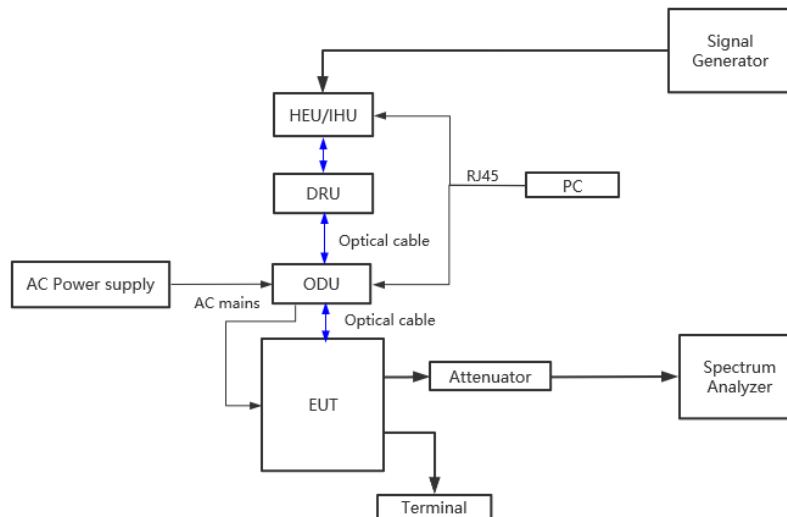 Signal
Generator
HEU/IHU
RJ45
PC
DRU
Optical cable
AC Power supply
AC mains
ODU
Optical cable
EUT
Attenuator
Spectrum
Analyzer
Terminal